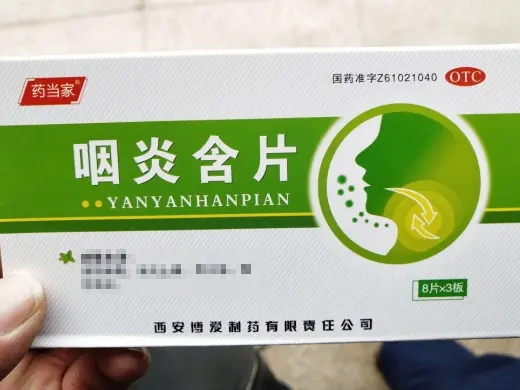 药当家®
国药准字Z61021040 OTC
咽炎含片
YANYANHANPIAN
8片×3板
西安博爱制药有限责任公司